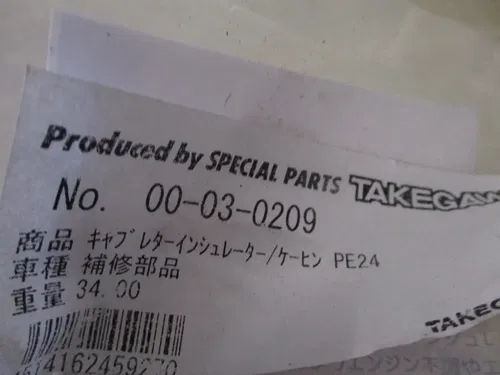 Produced by SPECIAL PARTS TAKEGAW
No. 00-03-0209
商品 ｷｬﾌﾞﾚﾀｰｲﾝｼｭﾚｰﾀｰ/ｹｰﾋﾝ PE24
車種 補修部品
重量 34.00
TAKE